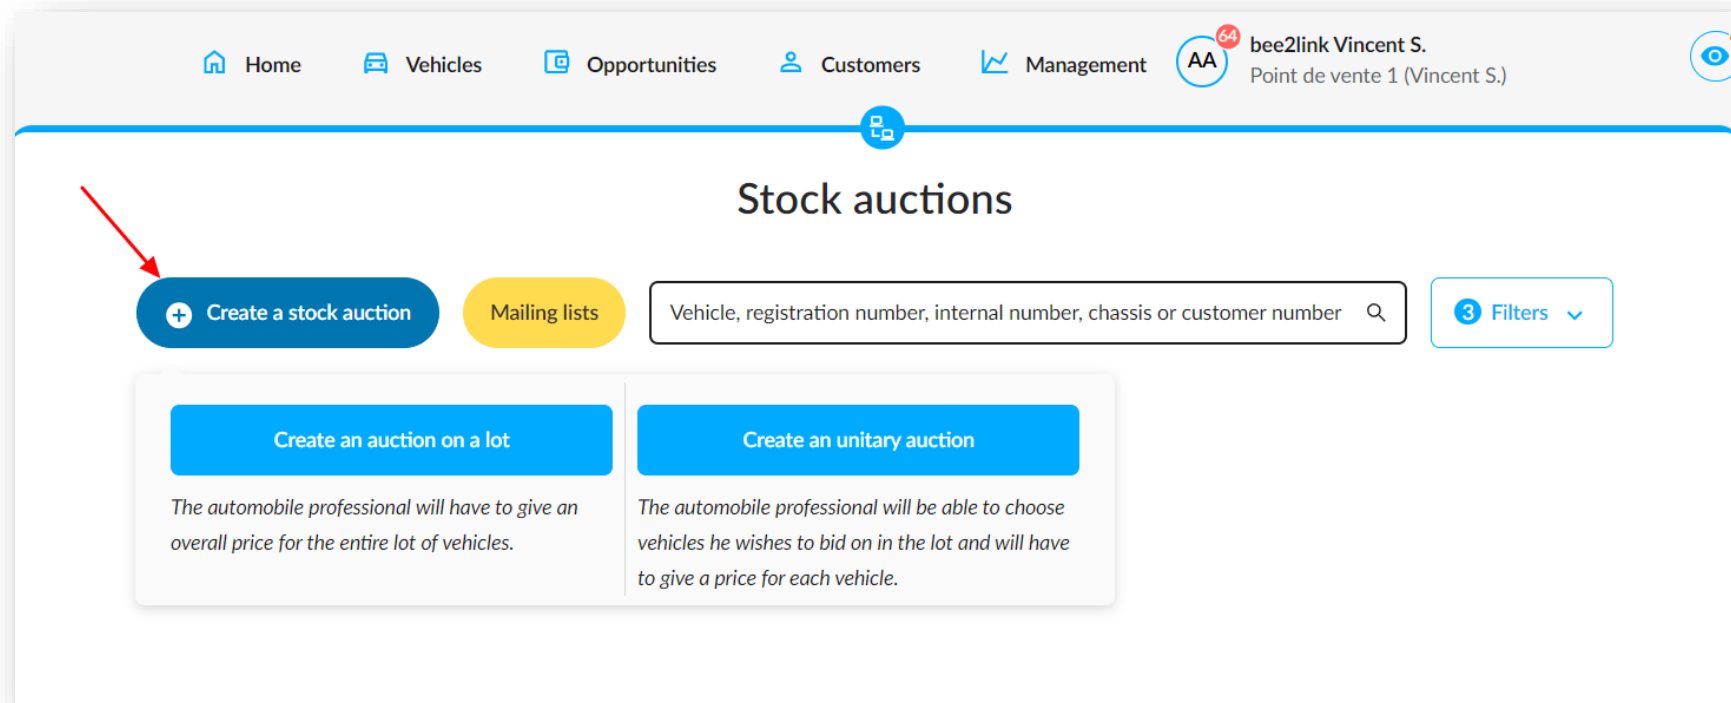 Home
Vehicles
Opportunities
Customers
Management
AA
64
bee2link Vincent S.
Point de vente 1 (Vincent S.)
Stock auctions
Create a stock auction
Mailing lists
Vehicle, registration number, internal number, chassis or customer number
3 Filters
Create an auction on a lot
The automobile professional will have to give an
overall price for the entire lot of vehicles.
Create an unitary auction
The automobile professional will be able to choose
vehicles he wishes to bid on in the lot and will have
to give a price for each vehicle.